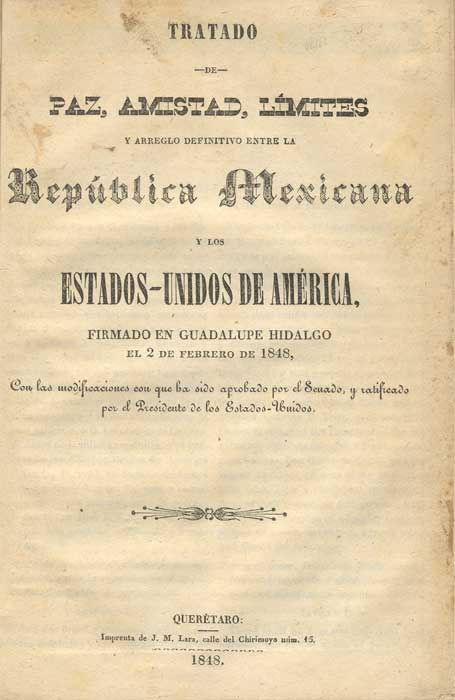 TRATADO
—DE—
PAZ, AMISTAD, LÍMITES
Y ARREGLO DEFINITIVO ENTRE LA
República Mexicana
Y LOS
ESTADOS-UNIDOS DE AMÉRICA,
FIRMADO EN GUADALUPE HIDALGO
EL 2 DE FEBRERO DE 1848,
Con las modificaciones con que ha sido aprobado por el Senado, y ratificado
por el Presidente de los Estados-Unidos.
QUERÉTARO:
Imprenta de J. M. Lara, calle del Chirimoyo núm. 15.
1848.